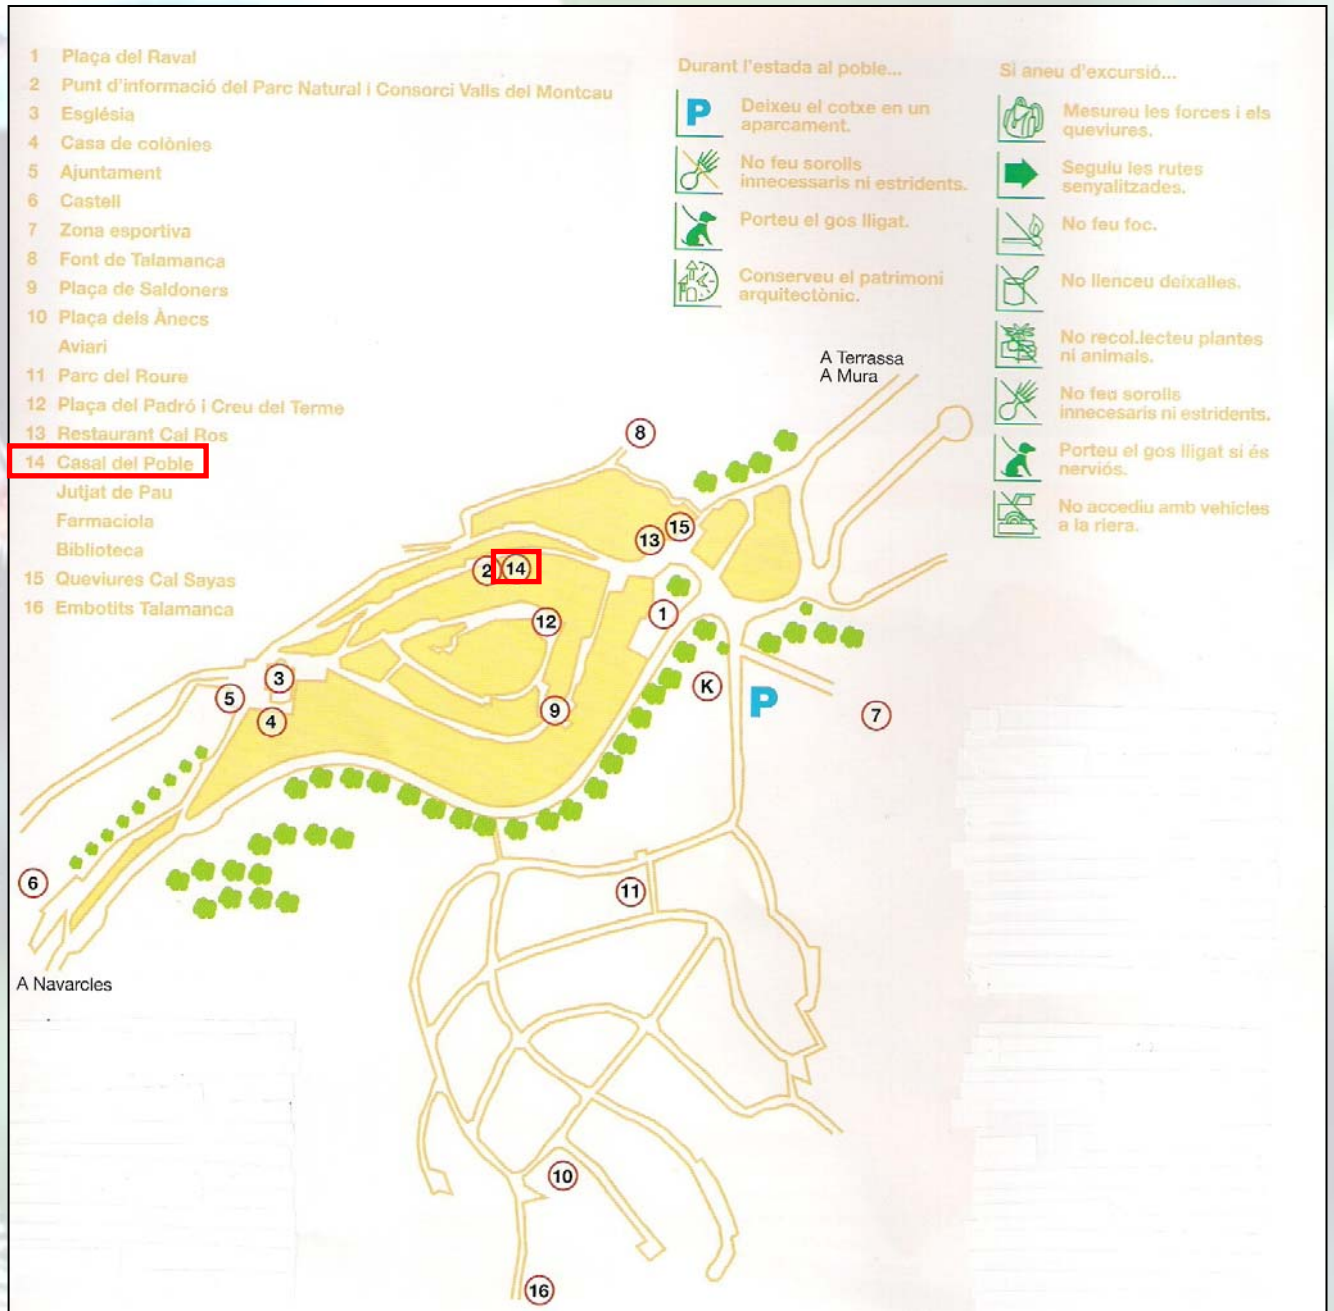 1 Plaça del Raval
2 Punt d'informació del Parc Natural i Consorci Valls del Montcau
3 Església
4 Casa de colònies
5 Ajuntament
6 Castell
7 Zona esportiva
8 Font de Talamanca
9 Plaça de Saldoners
10 Plaça dels Ànecs
Aviari
11 Parc del Roure
12 Plaça del Padró i Creu del Terme
13 Restaurant Cal Ros
14 Casal del Poble
Jutjat de Pau
Farmaciola
Biblioteca
15 Queviures Cal Sayas
16 Embotits Talamanca
Durant l'estada al poble...
P Deixeu el cotxe en un
aparcament.
No feu sorolls
innecessaris ni estridents.
Porteu el gos lligat.
Conserveu el patrimoni
arquitectònic.
Si aneu d'excursió...
Mesureu les forces i els
queviures.
Seguiu les rutes
senyalitzades.
No feu foc.
No llenceu deixalles.
No recol.lecteu plantes
ni animals.
No feu sorolls
innecesaris ni estridents.
Porteu el gos lligat si és
nerviós.
No accediu amb vehicles
a la riera.
A Terrassa
A Mura
8
15
13
2
14
1
12
3
K
5
P
9
7
4
6
11
A Navarcles
10
16